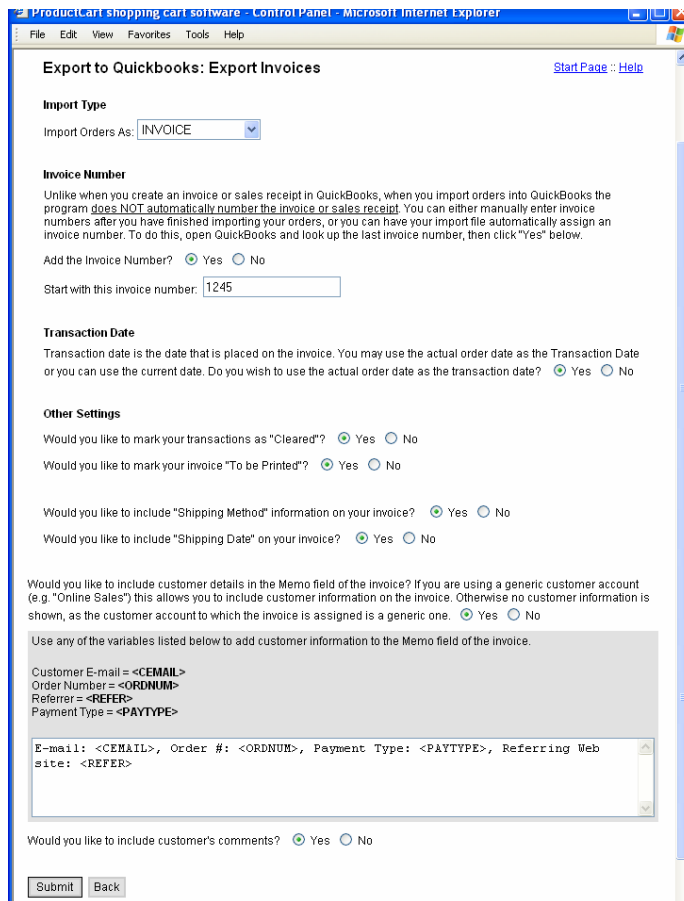 ProductCart shopping cart software - Control Panel - Microsoft Internet Explorer
File Edit View Favorites Tools Help
Export to Quickbooks: Export Invoices
Start Page :: Help
Import Type
Import Orders As: INVOICE
Invoice Number
Unlike when you create an invoice or sales receipt in QuickBooks, when you import orders into QuickBooks the
program does NOT automatically number the invoice or sales receipt. You can either manually enter invoice
numbers after you have finished importing your orders, or you can have your import file automatically assign an
invoice number. To do this, open QuickBooks and look up the last invoice number, then click "Yes" below.
Add the Invoice Number? Yes No
Start with this invoice number: 1245
Transaction Date
Transaction date is the date that is placed on the invoice. You may use the actual order date as the Transaction Date
or you can use the current date. Do you wish to use the actual order date as the transaction date? Yes No
Other Settings
Would you like to mark your transactions as "Cleared"? Yes No
Would you like to mark your invoice "To be Printed"? Yes No
Would you like to include "Shipping Method" information on your invoice? Yes No
Would you like to include "Shipping Date" on your invoice? Yes No
Would you like to include customer details in the Memo field of the invoice? If you are using a generic customer account
(e.g. "Online Sales") this allows you to include customer information on the invoice. Otherwise no customer information is
shown, as the customer account to which the invoice is assigned is a generic one. Yes No
Use any of the variables listed below to add customer information to the Memo field of the invoice.
Customer E-mail = <CEMAIL>
Order Number = <ORDNUM>
Referrer = <REFER>
Payment Type = <PAYTYPE>
E-mail: <CEMAIL>, Order #: <ORDNUM>, Payment Type: <PAYTYPE>, Referring Web
site: <REFER>
Would you like to include customer's comments? Yes No
Submit Back